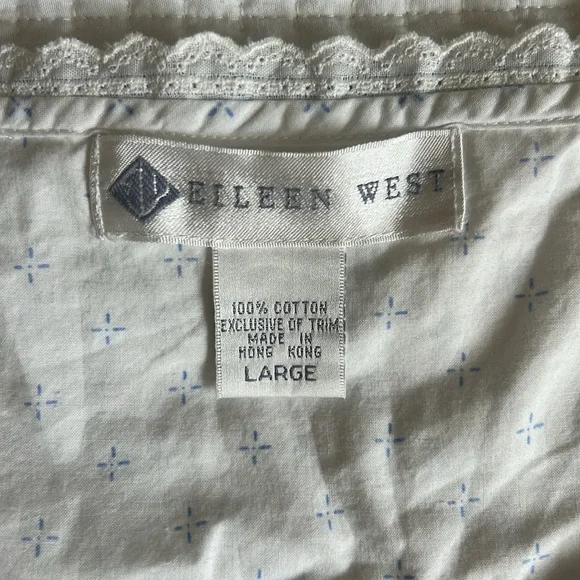 EILEEN WEST
100% COTTON
EXCLUSIVE OF TRIM
MADE IN
HONG KONG
LARGE